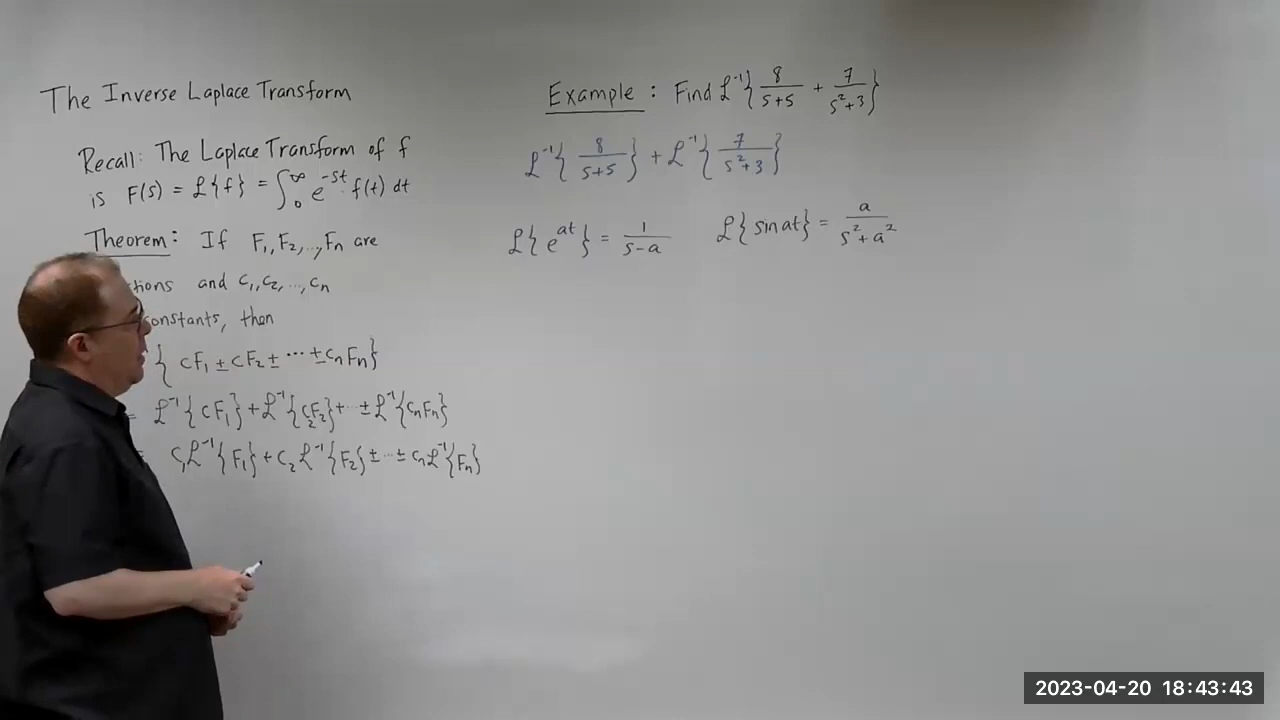 The Inverse Laplace Transform
Recall: The Laplace Transform of f
is F(s) = ℒ{f} = ∫₀^∞ e^{-st} · f(t) dt
Theorem: If F₁, F₂, ..., Fₙ are
and c₁, c₂, ..., cₙ
constants, then
{ cF₁ ± cF₂ ± ··· ± cₙFₙ}
= ℒ⁻¹{cF₁} + ℒ⁻¹{c₂F₂} + ··· ± ℒ⁻¹{cₙFₙ}
= c₁ℒ⁻¹{F₁} + c₂ℒ⁻¹{F₂} ± ··· ± cₙℒ⁻¹{Fₙ}
Example: Find ℒ⁻¹{8/(s+5) + 7/(s²+3)}
ℒ⁻¹{8/(s+5)} + ℒ⁻¹{7/(s²+3)}
ℒ{e^{at}} = 1/(s-a) ℒ{sin at} = a/(s²+a²)
2023-04-20 18:43:43